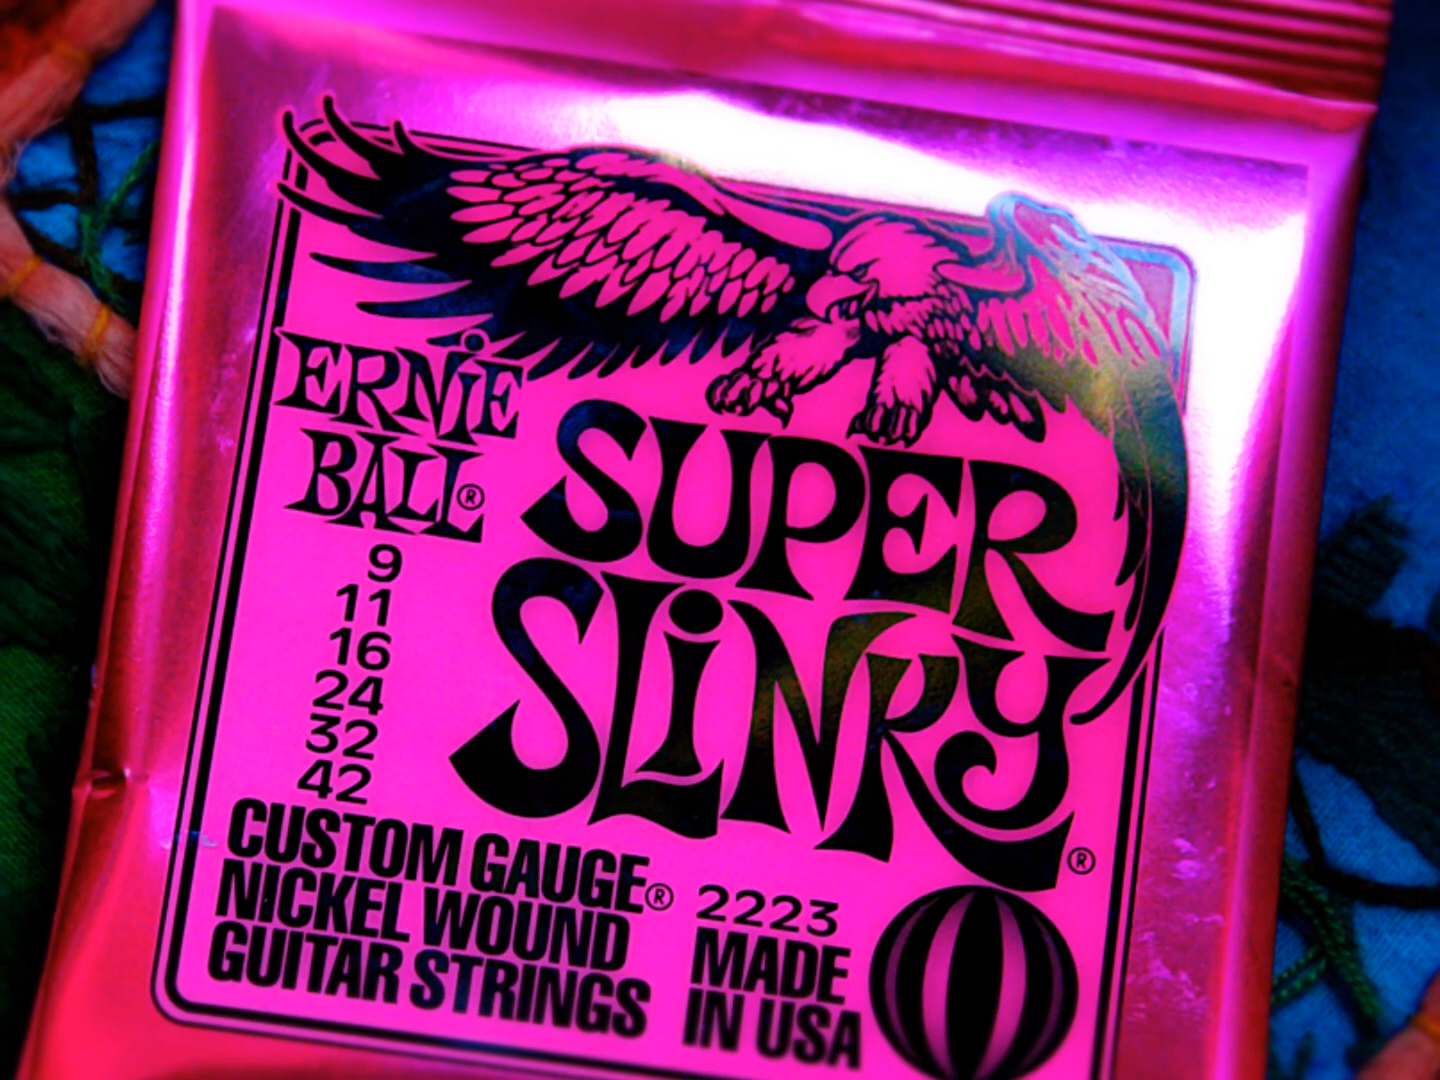 ERNiE
BALL®
SUPER
SLiNKY®
9
11
16
24
32
42
CUSTOM GAUGE®
NICKEL WOUND
GUITAR STRINGS
2223
MADE
IN USA